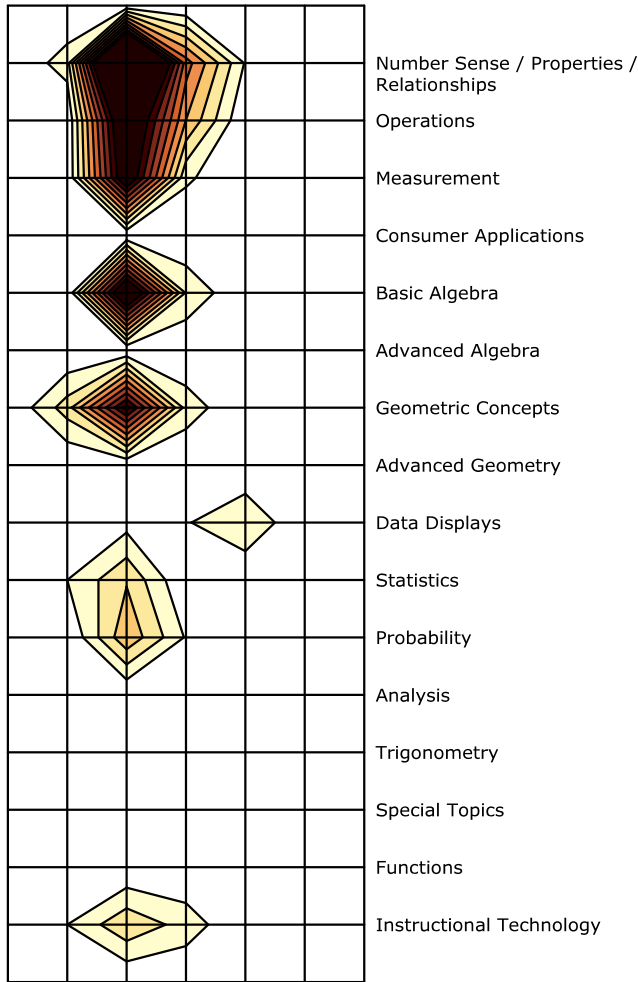 Number Sense / Properties /
Relationships
Operations
Measurement
Consumer Applications
Basic Algebra
Advanced Algebra
Geometric Concepts
Advanced Geometry
Data Displays
Statistics
Probability
Analysis
Trigonometry
Special Topics
Functions
Instructional Technology